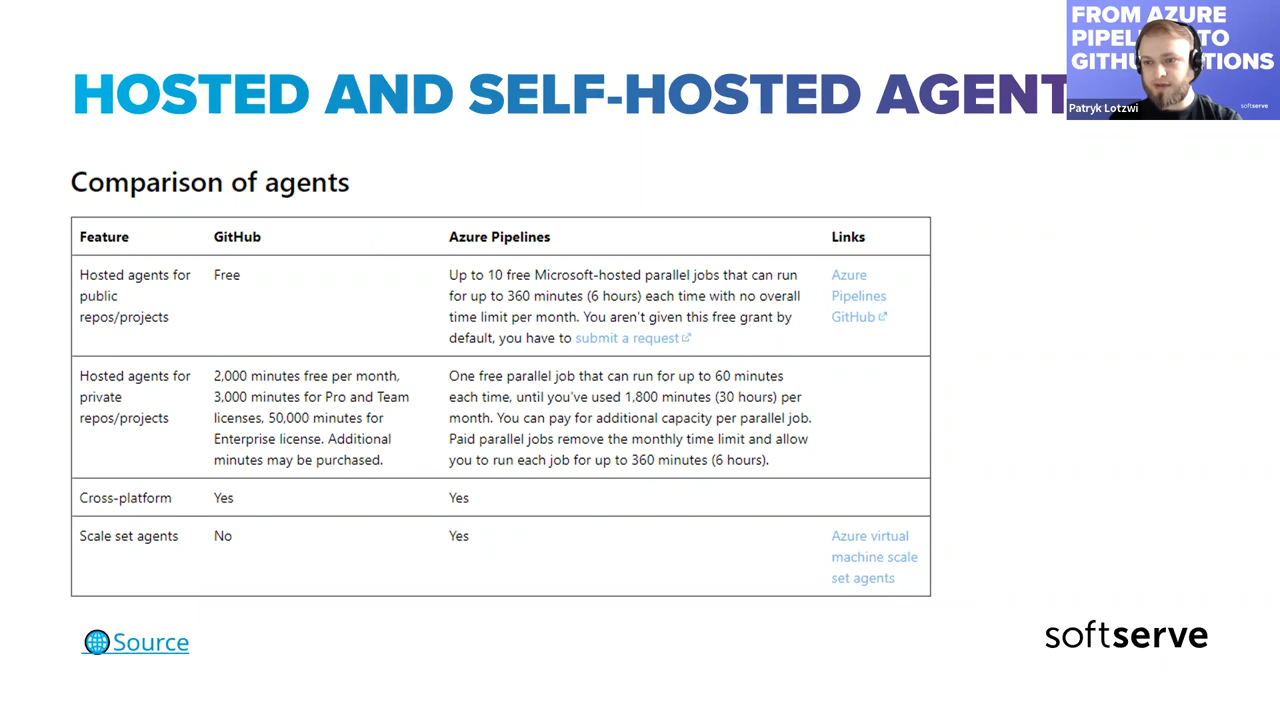 HOSTED AND SELF-HOSTED AGENT
FROM AZURE
TO
Patryk Lotzwi
softserve
Comparison of agents
Feature GitHub Azure Pipelines Links
Hosted agents for
public
repos/projects
Free
Up to 10 free Microsoft-hosted parallel jobs that can run
for up to 360 minutes (6 hours) each time with no overall
time limit per month. You aren't given this free grant by
default, you have to submit a request
Azure
Pipelines
GitHub
Hosted agents for
private
repos/projects
2,000 minutes free per month,
3,000 minutes for Pro and Team
licenses, 50,000 minutes for
Enterprise license. Additional
minutes may be purchased.
One free parallel job that can run for up to 60 minutes
each time, until you've used 1,800 minutes (30 hours) per
month. You can pay for additional capacity per parallel job.
Paid parallel jobs remove the monthly time limit and allow
you to run each job for up to 360 minutes (6 hours).
Cross-platform Yes Yes
Scale set agents No Yes
Azure virtual
machine scale
set agents
Source
softserve